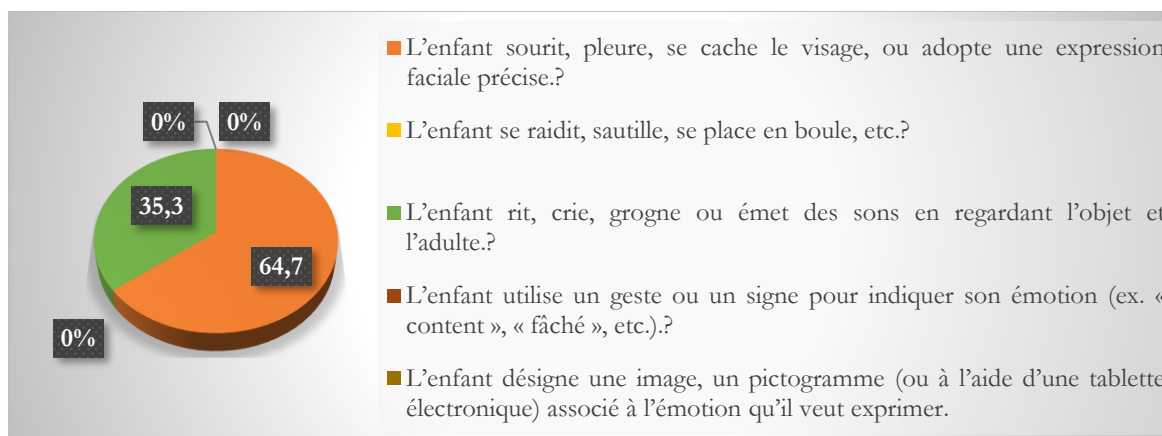 0%
0%
35,3
64,7
0%
L’enfant sourit, pleure, se cache le visage, ou adopte une expression
faciale précise.?
L’enfant se raidit, sautille, se place en boule, etc.?
L’enfant rit, crie, grogne ou émet des sons en regardant l’objet et
l’adulte.?
L’enfant utilise un geste ou un signe pour indiquer son émotion (ex. «
content », « fâché », etc.).?
L’enfant désigne une image, un pictogramme (ou à l’aide d’une tablette
électronique) associé à l’émotion qu’il veut exprimer.